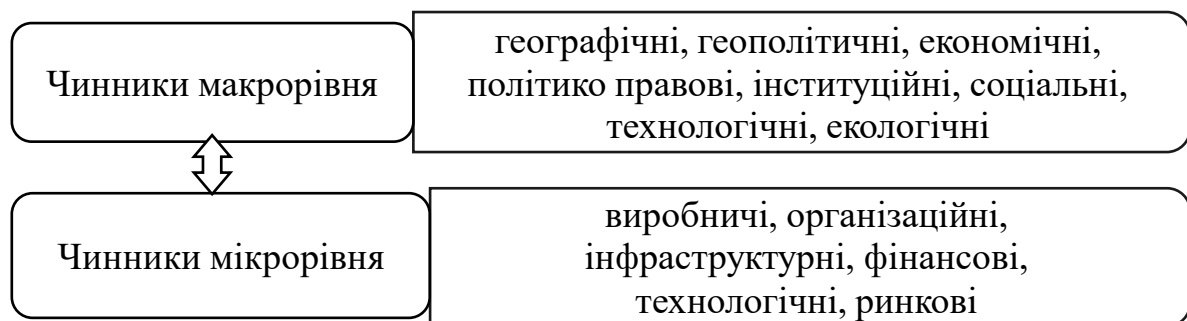 Чинники макрорівня
географічні, геополітичні, економічні,
політико правові, інституційні, соціальні,
технологічні, екологічні
Чинники мікрорівня
виробничі, організаційні,
інфраструктурні, фінансові,
технологічні, ринкові